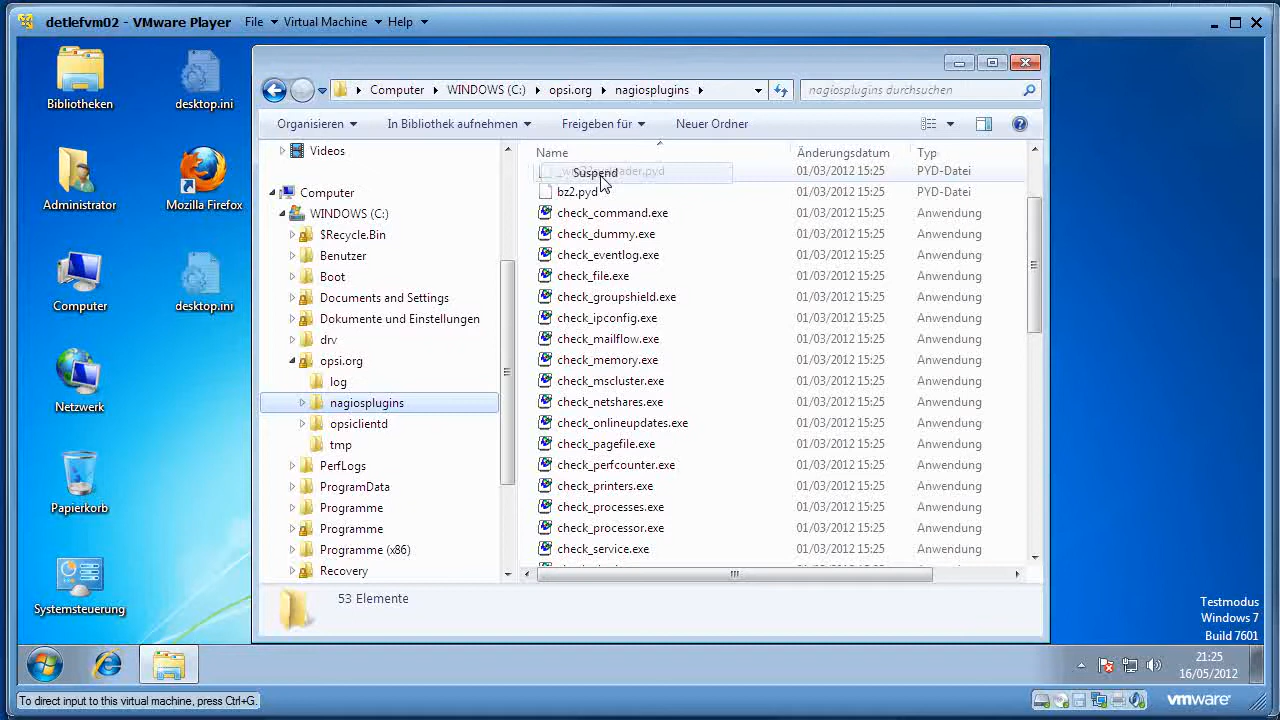 detlefvm02 - VMware Player File Virtual Machine Help
Bibliotheken
desktop.ini
Administrator
Mozilla Firefox
Computer
desktop.ini
Netzwerk
Papierkorb
Systemsteuerung
Computer WINDOWS (C:) opsi.org nagiosplugins
nagiosplugins durchsuchen
Organisieren In Bibliothek aufnehmen Freigeben für Neuer Ordner
Videos
Computer
WINDOWS (C:)
$Recycle.Bin
Benutzer
Boot
Documents and Settings
Dokumente und Einstellungen
drv
opsi.org
log
nagiosplugins
opsiclientd
tmp
PerfLogs
ProgramData
Programme
Programme
Programme (x86)
Recovery
Name Änderungsdatum Typ
Suspend 01/03/2012 15:25 PYD-Datei
bz2.pyd 01/03/2012 15:25 PYD-Datei
check_command.exe 01/03/2012 15:25 Anwendung
check_dummy.exe 01/03/2012 15:25 Anwendung
check_eventlog.exe 01/03/2012 15:25 Anwendung
check_file.exe 01/03/2012 15:25 Anwendung
check_groupshield.exe 01/03/2012 15:25 Anwendung
check_ipconfig.exe 01/03/2012 15:25 Anwendung
check_mailflow.exe 01/03/2012 15:25 Anwendung
check_memory.exe 01/03/2012 15:25 Anwendung
check_mscluster.exe 01/03/2012 15:25 Anwendung
check_netshares.exe 01/03/2012 15:25 Anwendung
check_onlineupdates.exe 01/03/2012 15:25 Anwendung
check_pagefile.exe 01/03/2012 15:25 Anwendung
check_perfcounter.exe 01/03/2012 15:25 Anwendung
check_printers.exe 01/03/2012 15:25 Anwendung
check_processes.exe 01/03/2012 15:25 Anwendung
check_processor.exe 01/03/2012 15:25 Anwendung
check_service.exe 01/03/2012 15:25 Anwendung
53 Elemente
Testmodus
Windows 7
Build 7601
21:25
16/05/2012
To direct input to this virtual machine, press Ctrl+G.
vmware